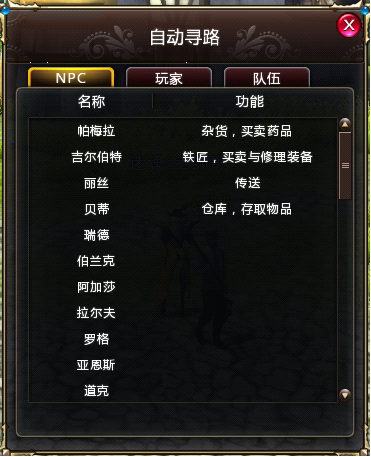 自动寻路
NPC 玩家 队伍
名称 功能
帕梅拉 杂货，买卖药品
吉尔伯特 铁匠，买卖与修理装备
丽丝 传送
贝蒂 仓库，存取物品
瑞德
伯兰克
阿加莎
拉尔夫
罗格
亚恩斯
道克